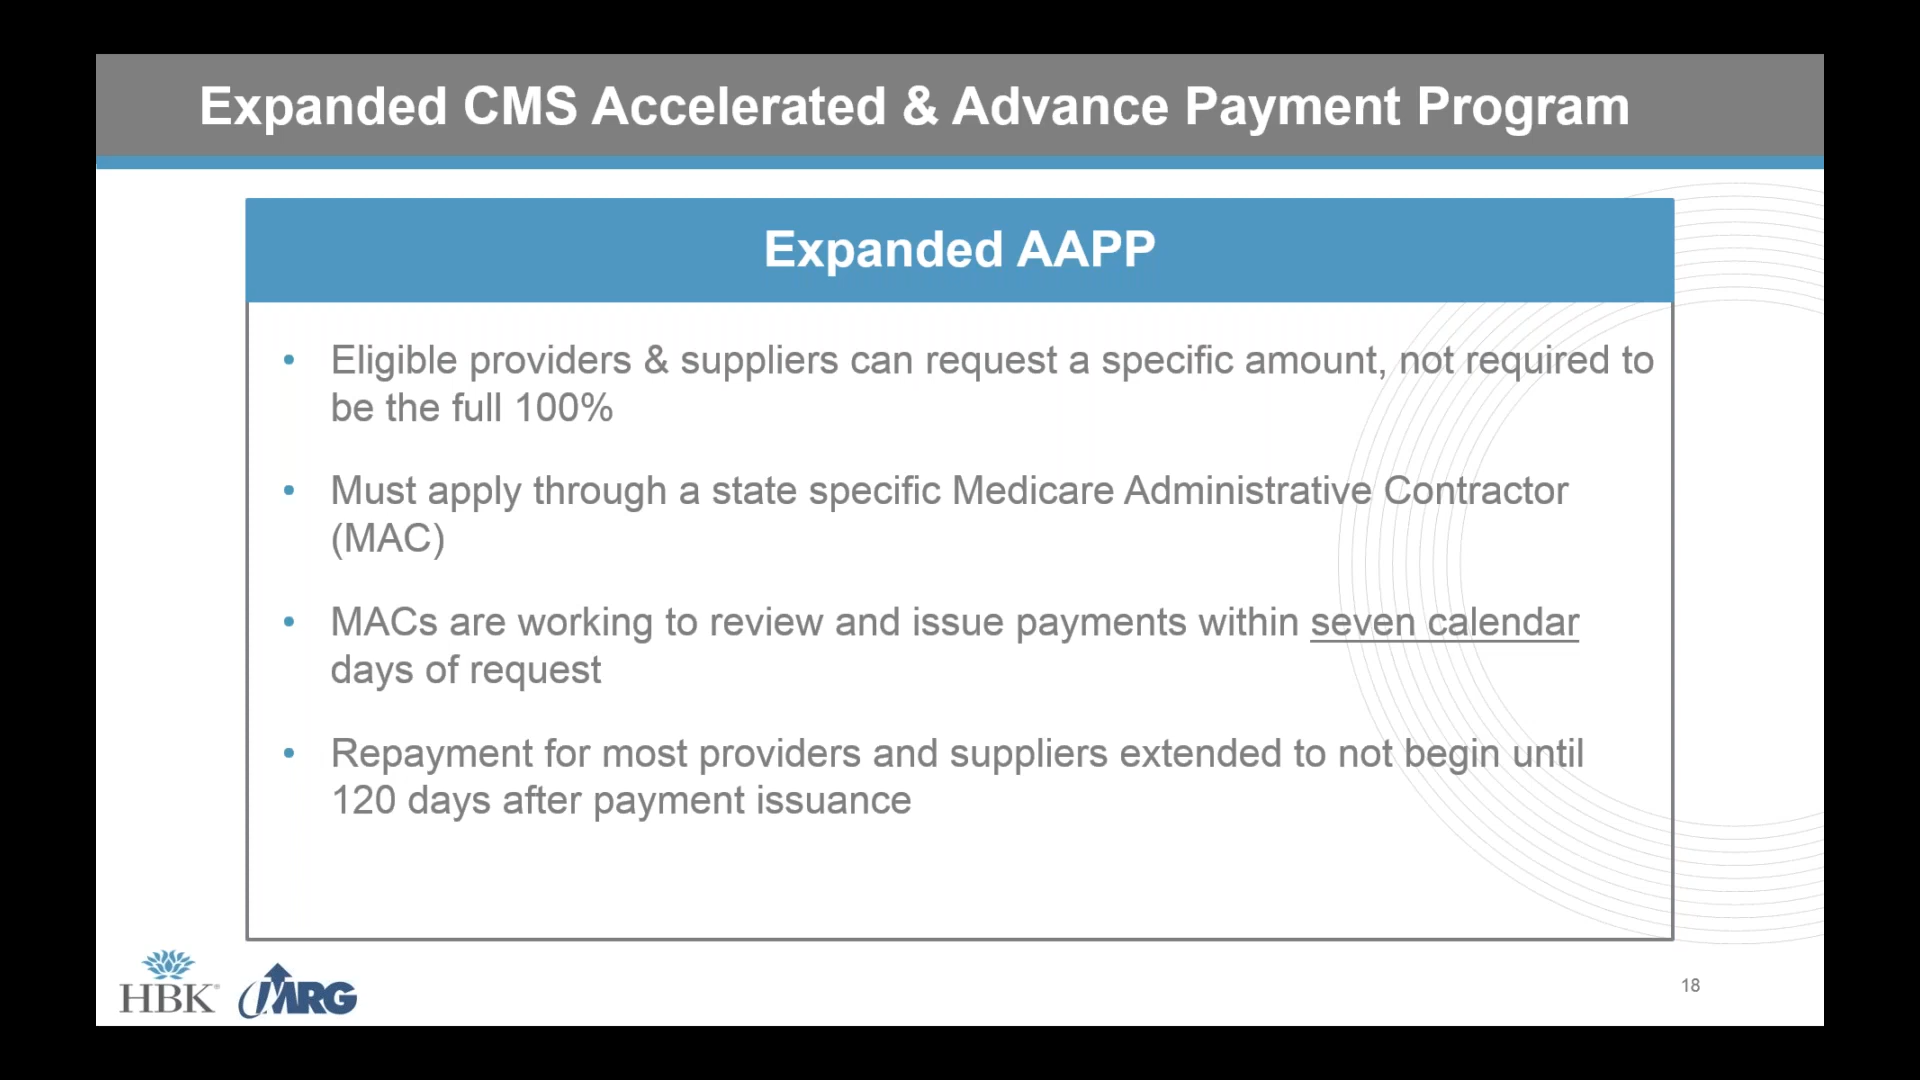 Expanded CMS Accelerated & Advance Payment Program
Expanded AAPP
• Eligible providers & suppliers can request a specific amount, not required to
be the full 100%
• Must apply through a state specific Medicare Administrative Contractor
(MAC)
• MACs are working to review and issue payments within seven calendar
days of request
• Repayment for most providers and suppliers extended to not begin until
120 days after payment issuance
HBK®
MRG
18